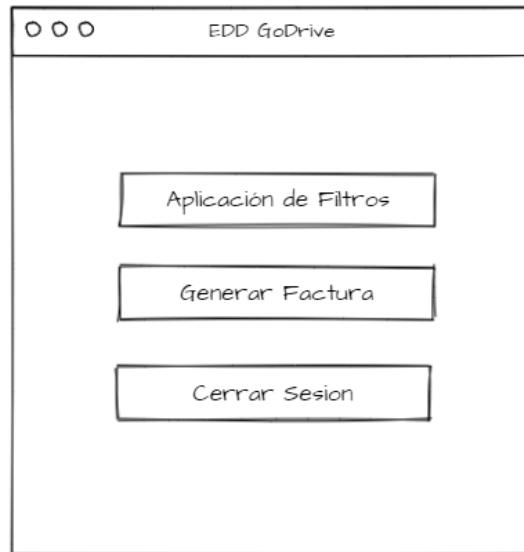 EDD GoDrive
Aplicación de Filtros
Generar Factura
Cerrar Sesion